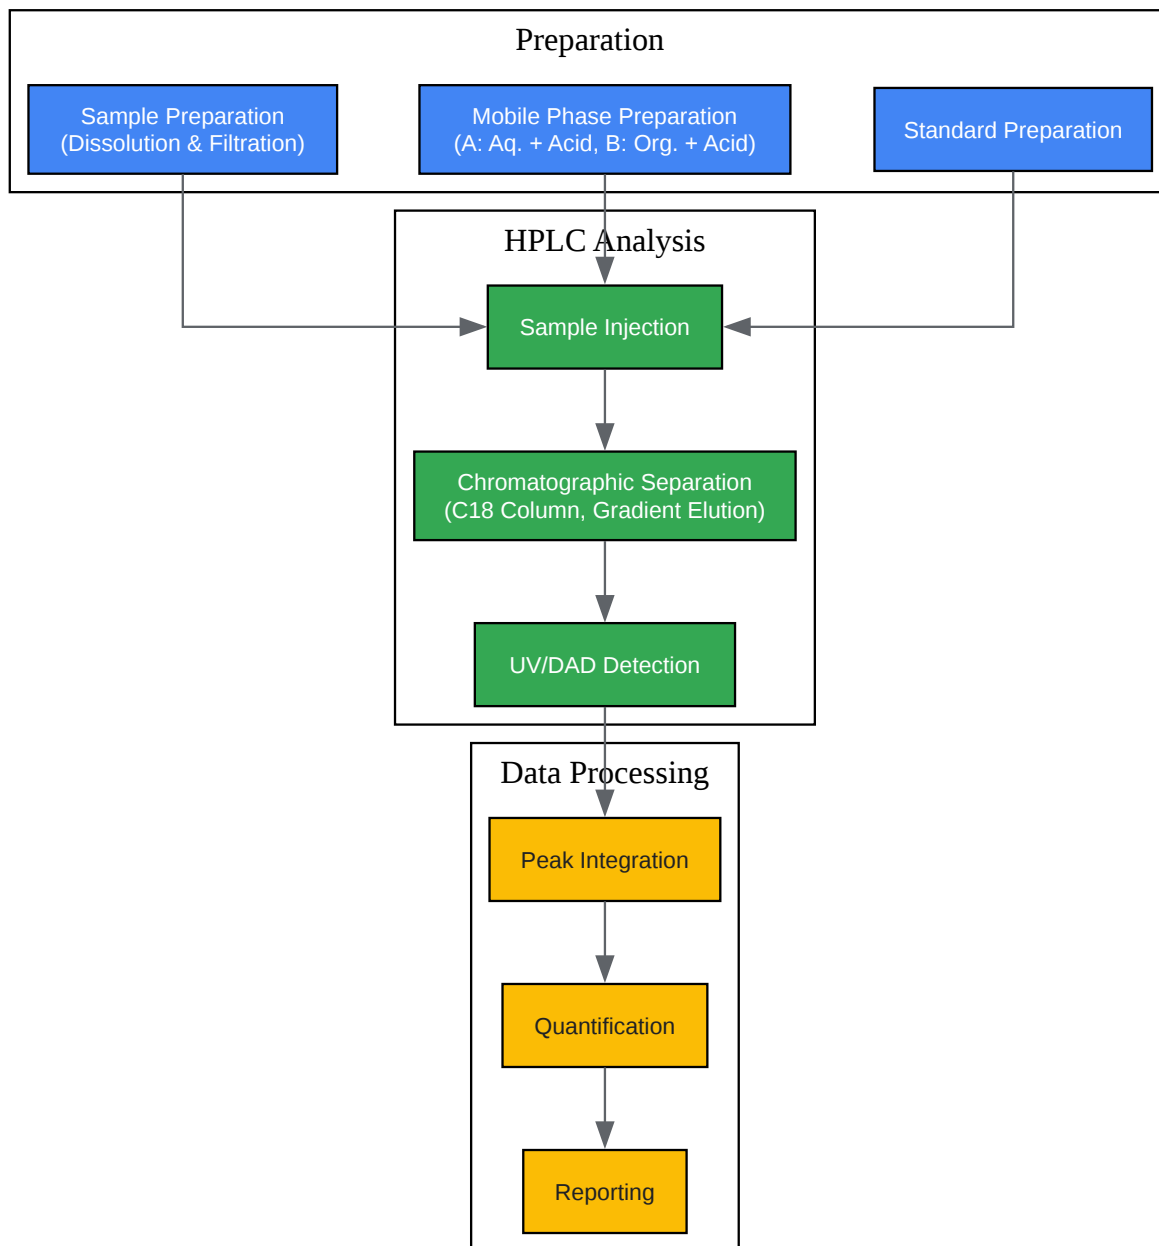 Preparation
Sample Preparation
(Dissolution & Filtration)
Mobile Phase Preparation
(A: Aq. + Acid, B: Org. + Acid)
Standard Preparation
HPLC Analysis
Sample Injection
Chromatographic Separation
(C18 Column, Gradient Elution)
UV/DAD Detection
Data Processing
Peak Integration
Quantification
Reporting